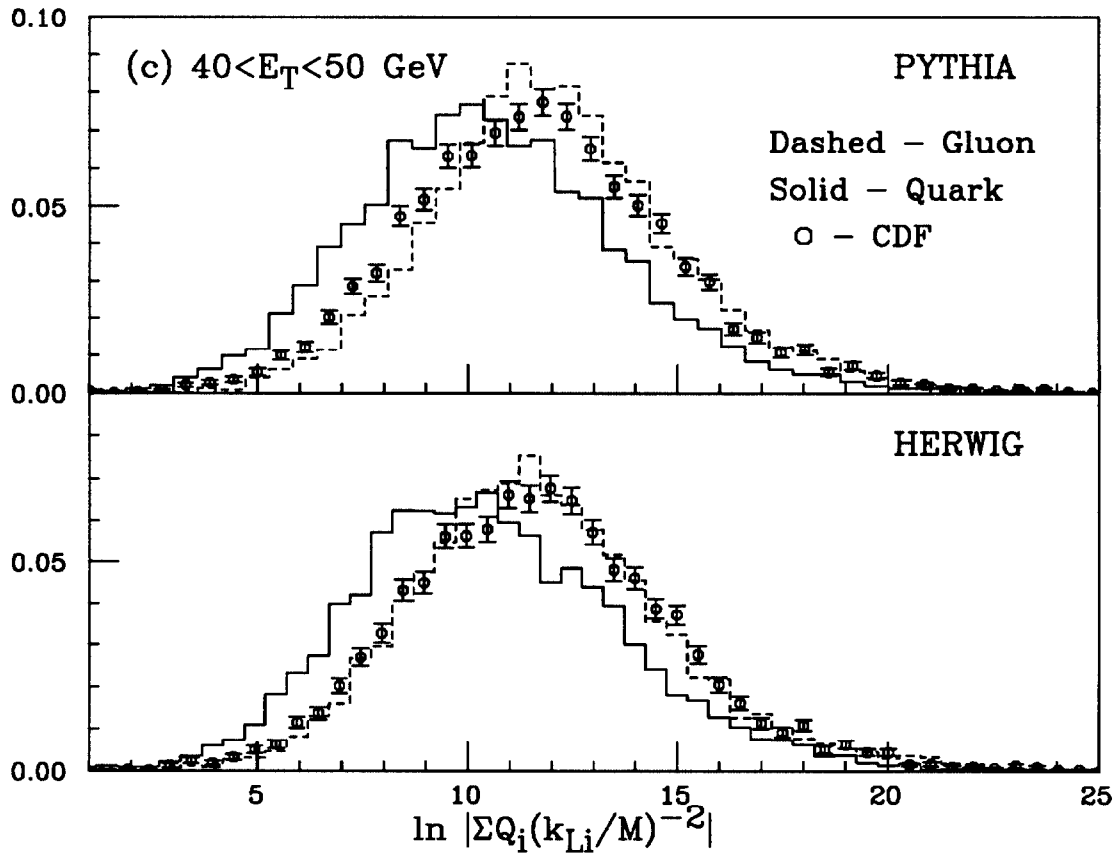 0.10
(c) 40<E_T<50 GeV PYTHIA
Dashed – Gluon
Solid – Quark
0.05
o – CDF
0.00
HERWIG
0.05
0.00
5 10 15 20 25
ln |ΣQ_i(k_Li/M)^−2|